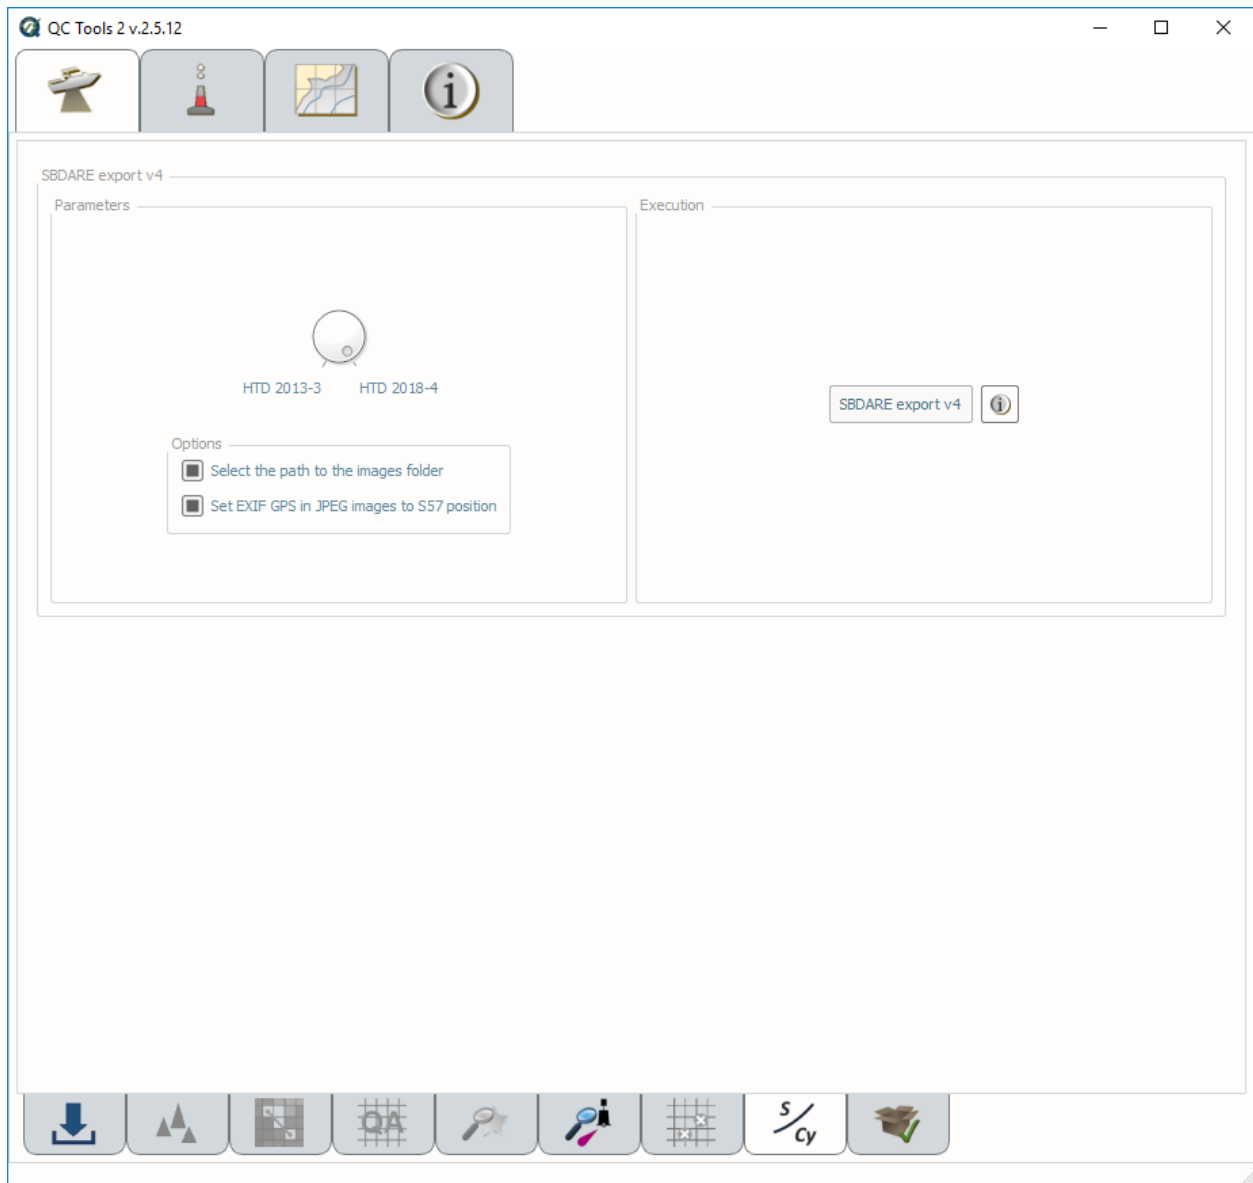 QC Tools 2 v.2.5.12
i
SBDARE export v4
Parameters
Execution
HTD 2013-3 HTD 2018-4
SBDARE export v4 i
Options
Select the path to the images folder
Set EXIF GPS in JPEG images to S57 position
QA
S/Cy